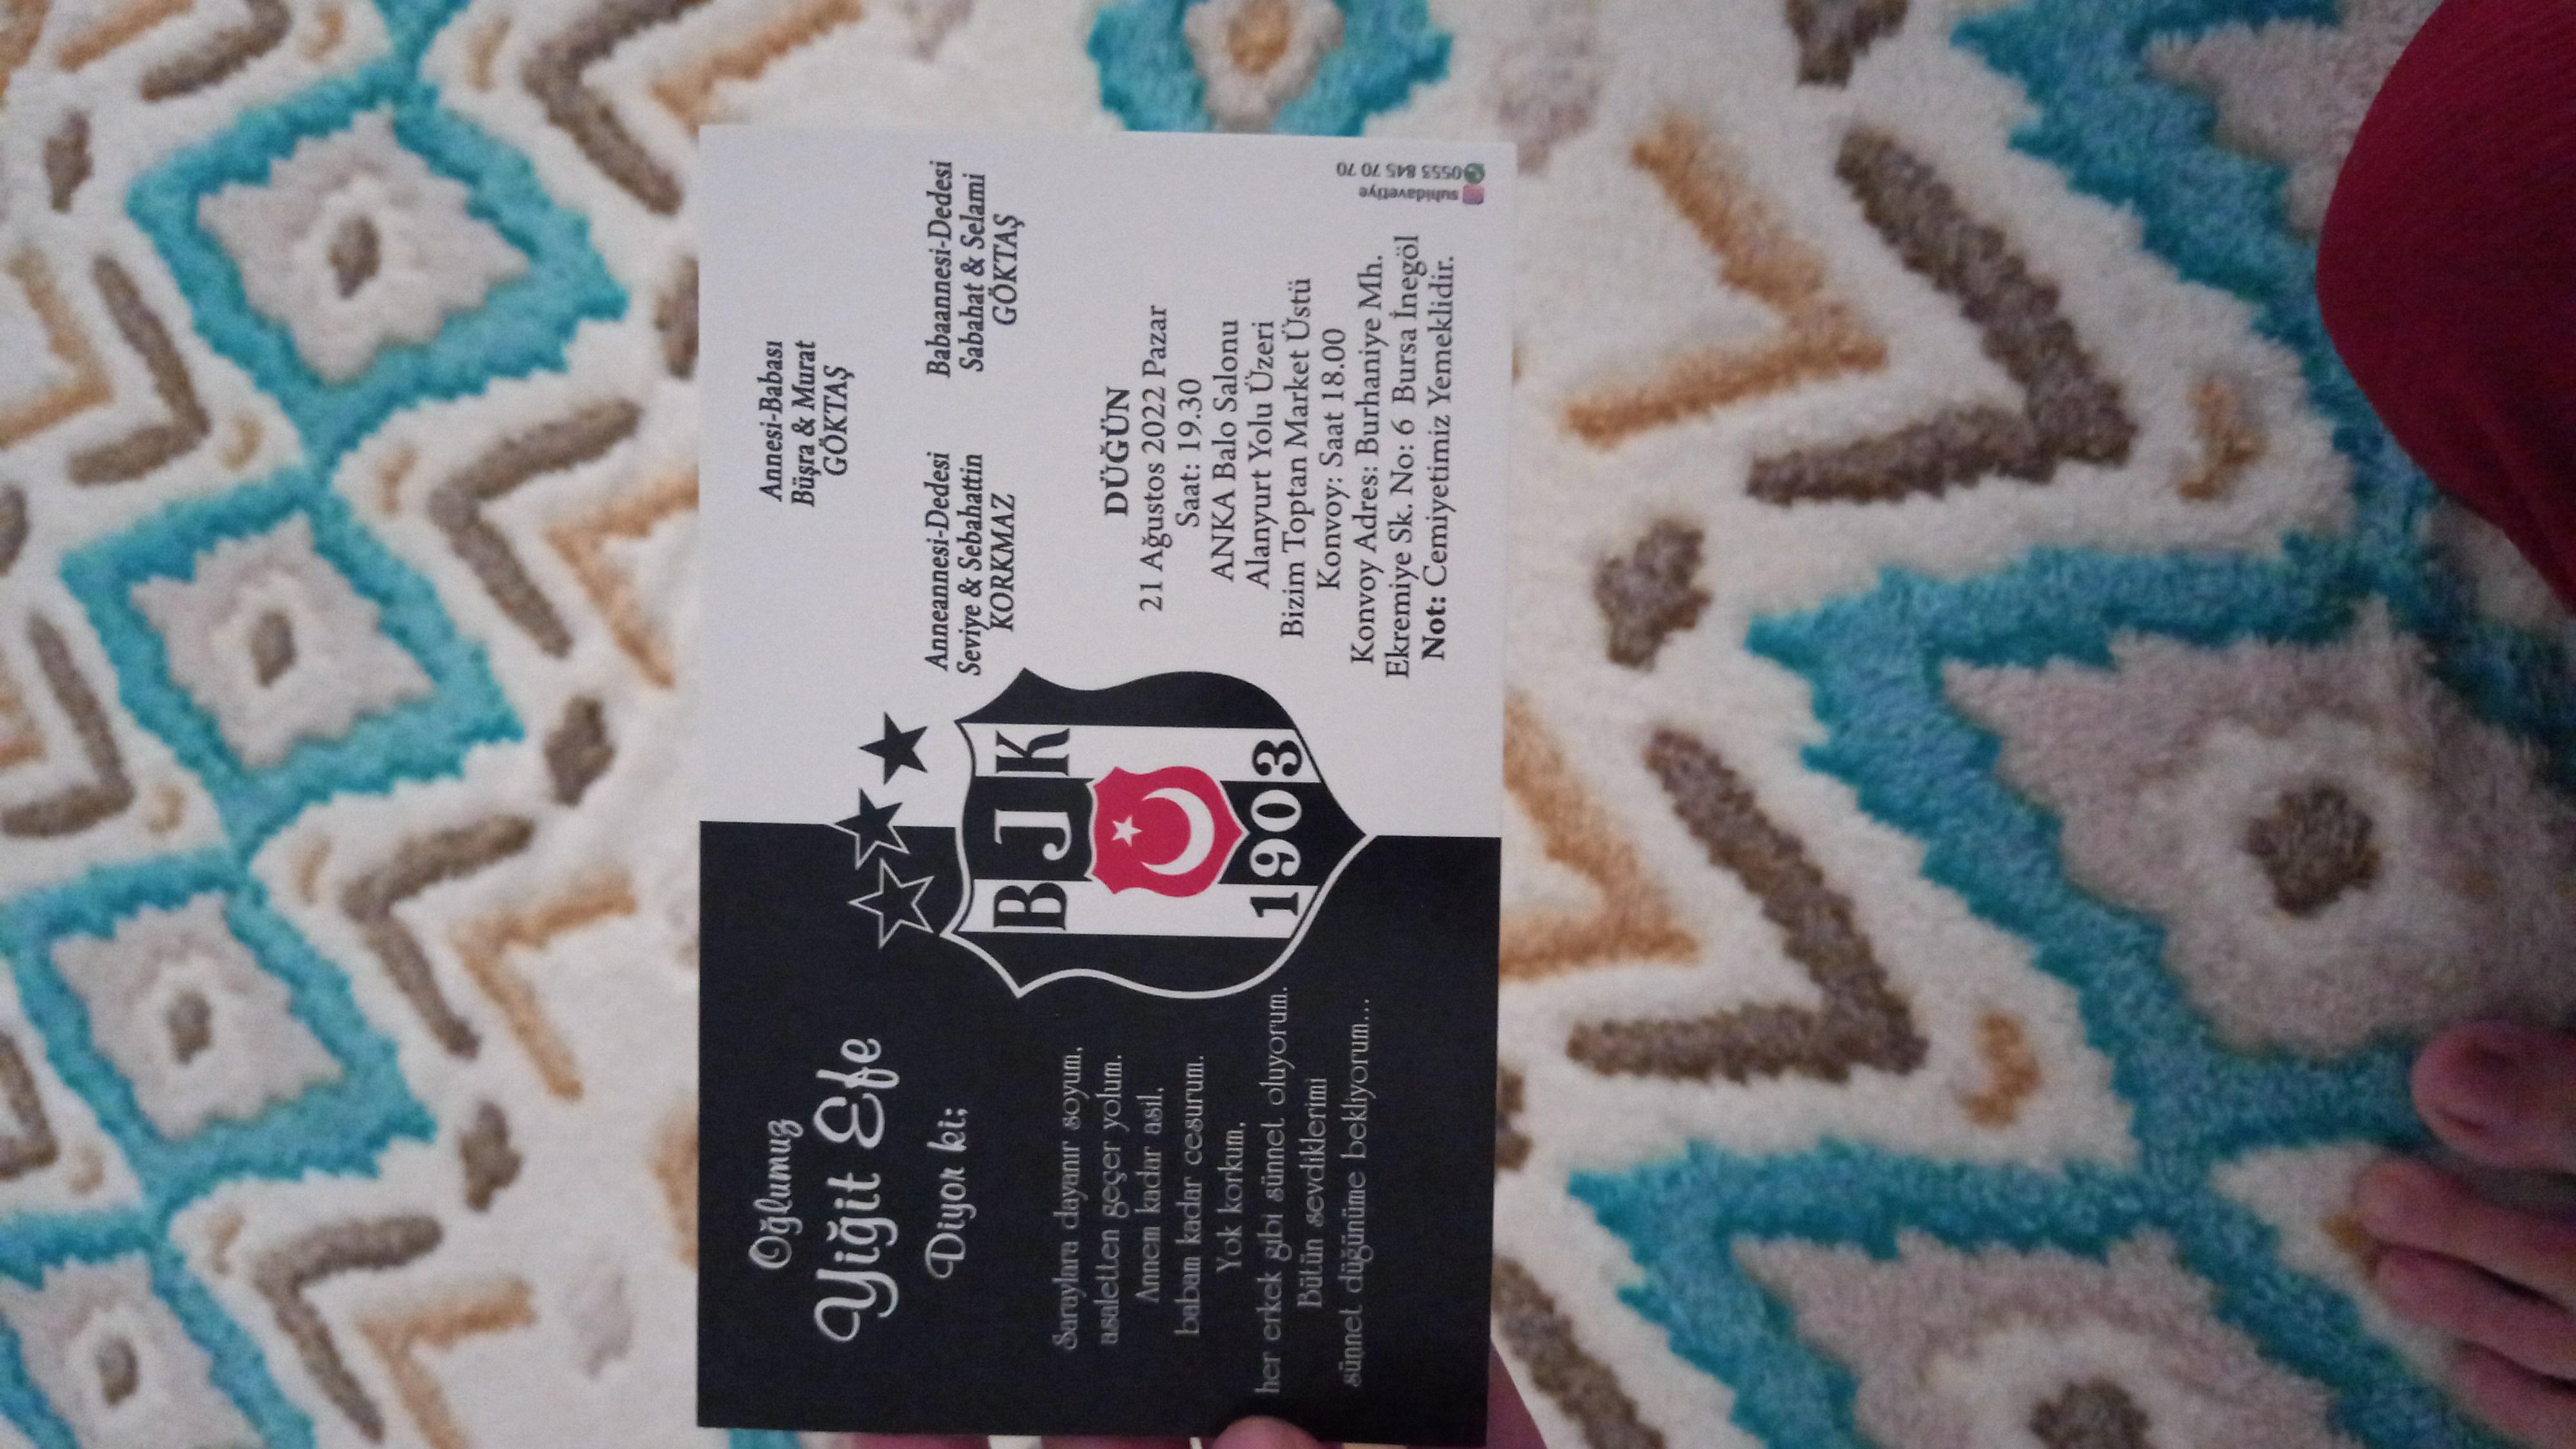 Oğlumuz
Yiğit Efe
Diyor ki;
Saraylara dayanır soyum,
asaletten geçer yolum.
Annem kadar asil,
babam kadar cesurum.
Yok korkum,
her erkek gibi sünnet oluyorum.
Bütün sevdiklerimi
sünnet düğünüme bekliyorum...
BJK
1903
Annesi-Babası
Büşra & Murat
GÖKTAŞ
Anneannesi-Dedesi
Seviye & Sebahattin
KORKMAZ
Babaannesi-Dedesi
Sabahat & Selami
GÖKTAŞ
DÜĞÜN
21 Ağustos 2022 Pazar
Saat: 19.30
ANKA Balo Salonu
Alanyurt Yolu Üzeri
Bizim Toptan Market Üstü
Konvoy: Saat 18.00
Konvoy Adres: Burhaniye Mh.
Ekremiye Sk. No: 6 Bursa İnegöl
Not: Cemiyetimiz Yemeklidir.
suhidavetiye
0555 845 70 70